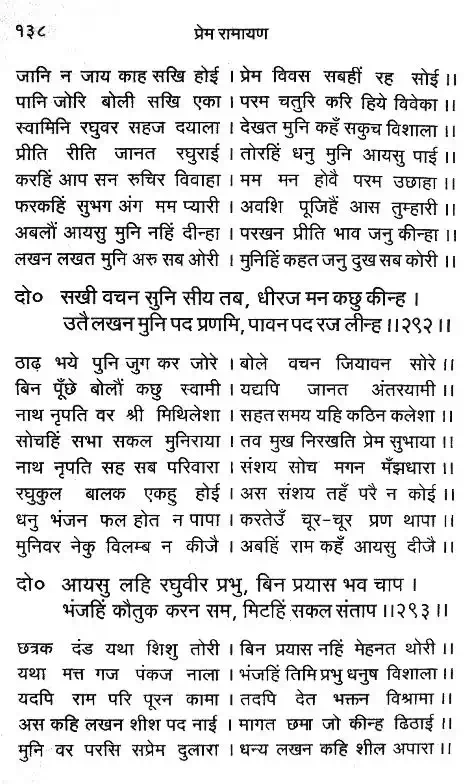 १३८ प्रेम रामायण
जानि न जाय काह सखि होई । प्रेम विवस सबहीं रह सोई ।।
पानि जोरि बोली सखि एका । परम चतुरि करि हिये विवेका ।।
स्वामिनि रघुवर सहज दयाला । देखत मुनि कहँ सकुच विशाला ।।
प्रीति रीति जानत रघुराई । तोरहिं धनु मुनि आयसु पाई ।।
करहिं आप सन रुचिर विवाहा । मम मन होवै परम उछाहा ।।
फरकहिं सुभग अंग मम प्यारी । अवशि पूजिहैं आस तुम्हारी ।।
अबलौं आयसु मुनि नहिं दीन्हा । परखन प्रीति भाव जनु कीन्हा ।।
लखन लखत मुनि अरु सब ओरी । मुनिहिं कहत जनु दुख सब कोरी ।।
दो० सखी वचन सुनि सीय तब, धीरज मन कछु कीन्ह ।
उतै लखन मुनि पद प्रणमि, पावन पद रज लीन्ह ।।२९२।।
ठाढ़ भये पुनि जुग कर जोरे । बोले वचन जियावन सोरे ।।
बिन पूँछे बोलौं कछु स्वामी । यद्यपि जानत अंतरयामी ।।
नाथ नृपति वर श्री मिथिलेशा । सहत समय यहि कठिन कलेशा ।।
सोचहिं सभा सकल मुनिराया । तव मुख निरखति प्रेम सुभाया ।।
नाथ नृपति सह सब परिवारा । संशय सोच मगन मँझधारा ।।
रघुकुल बालक एकहु होई । अस संशय तहँ परै न कोई ।।
धनु भंजन फल होत न पापा । करतेउँ चूर-चूर प्रण थापा ।।
मुनिवर नेकु विलम्ब न कीजै । अबहिं राम कहँ आयसु दीजै ।।
दो० आयसु लहि रघुवीर प्रभु, बिन प्रयास भव चाप ।
भंजहिं कौतुक करन सम, मिटहिं सकल संताप ।।२९३।।
छत्रक दंड यथा शिशु तोरी । बिन प्रयास नहिं मेहनत थोरी ।।
यथा मत्त गज पंकज नाला । भंजहिं तिमि प्रभु धनुष विशाला ।।
यदपि राम परि पूरन कामा । तदपि देत भक्तन विश्रामा ।।
अस कहि लखन शीश पद नाई । मागत छमा जो कीन्ह ढिठाई ।।
मुनि वर परसि सप्रेम दुलारा । धन्य लखन कहि शील अपारा ।।